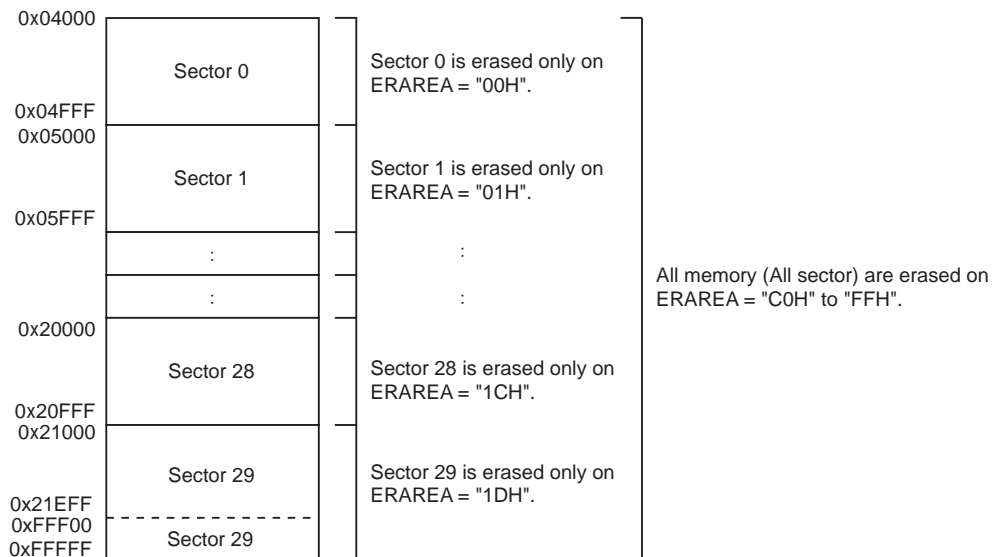 0x04000
Sector 0
Sector 0 is erased only on
ERAREA = "00H".
0x04FFF
0x05000
Sector 1
Sector 1 is erased only on
ERAREA = "01H".
0x05FFF
:
:
:
:
All memory (All sector) are erased on
ERAREA = "C0H" to "FFH".
0x20000
Sector 28
Sector 28 is erased only on
ERAREA = "1CH".
0x20FFF
0x21000
Sector 29
Sector 29 is erased only on
ERAREA = "1DH".
0x21EFF
0xFFF00
Sector 29
0xFFFFF